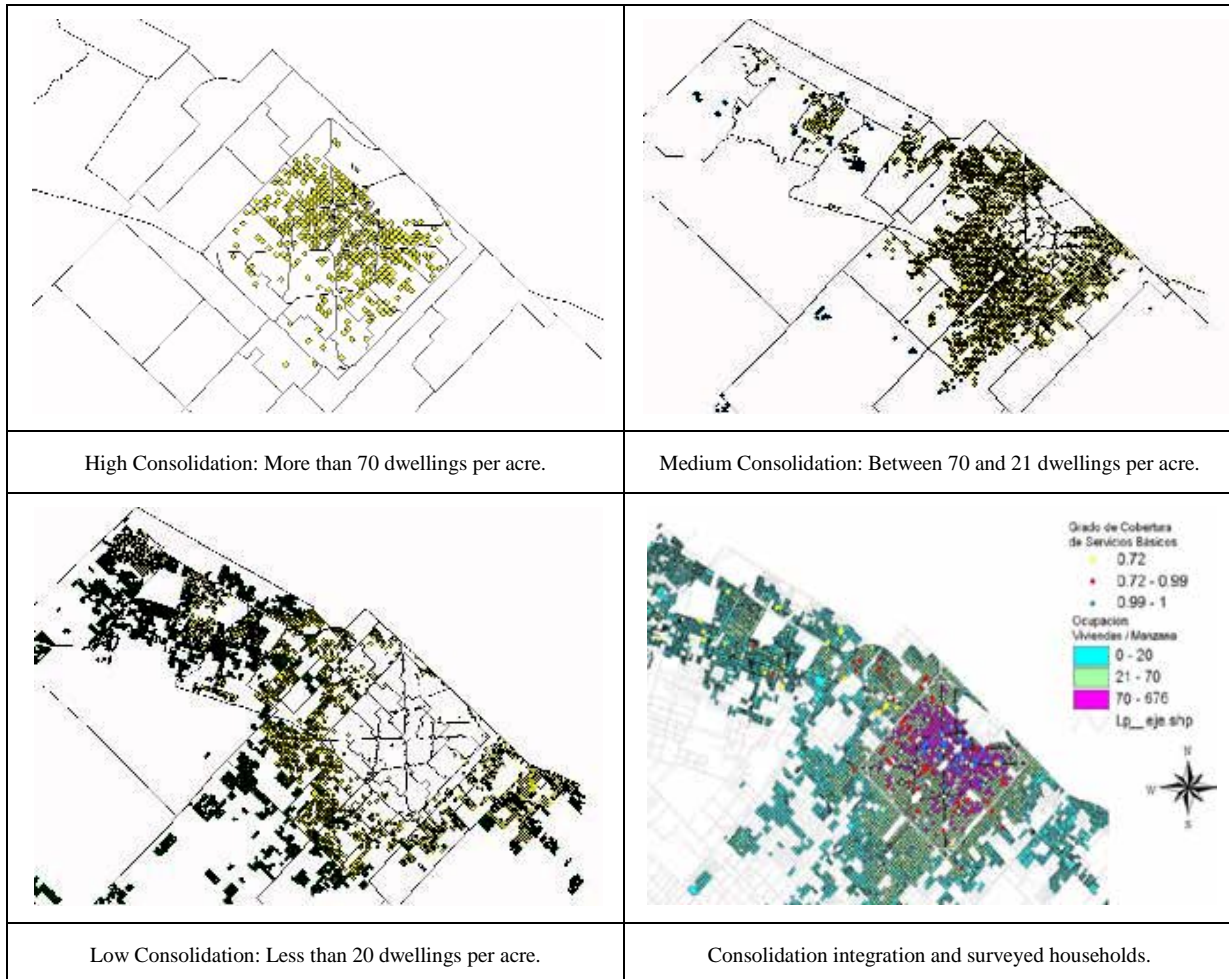 High Consolidation: More than 70 dwellings per acre.
Medium Consolidation: Between 70 and 21 dwellings per acre.
Grado de Cobertura
de Servicios Básicos
0.72
0.72 - 0.99
0.99 - 1
Ocupacion
Viviendas / Manzana
0 - 20
21 - 70
70 - 676
Lp__eje.shp
N
W
S
Low Consolidation: Less than 20 dwellings per acre.
Consolidation integration and surveyed households.